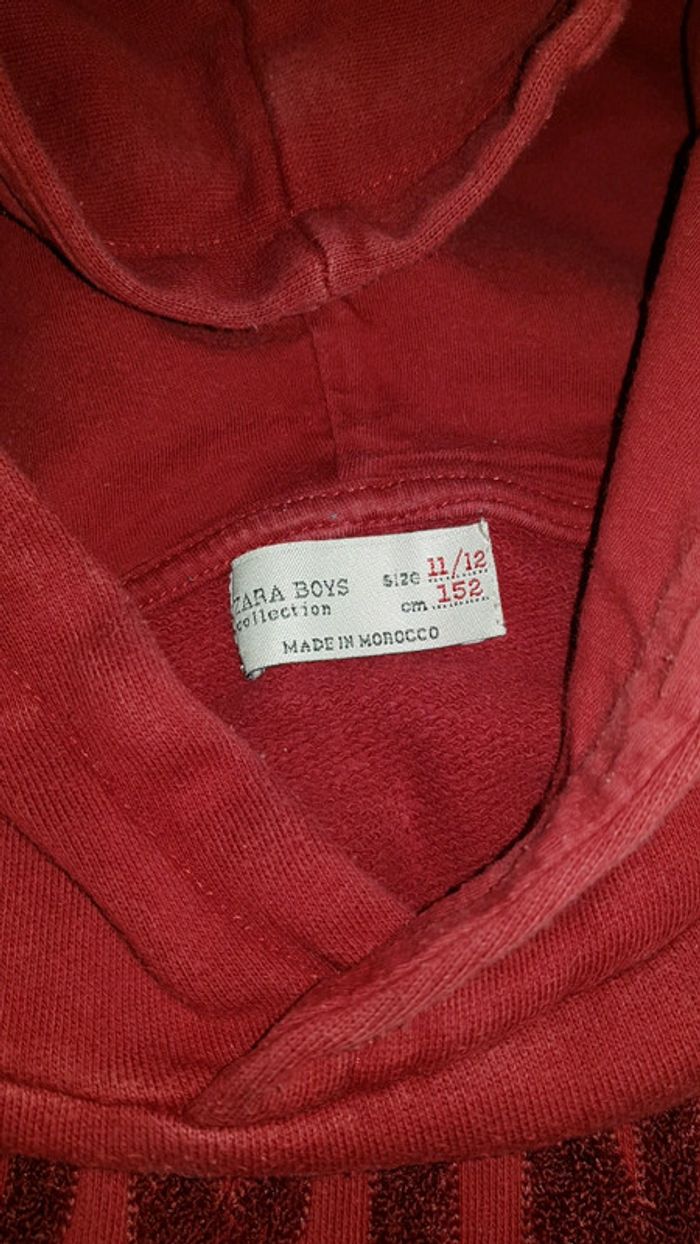 ZARA BOYS
collection
size 11/12
cm 152
MADE IN MOROCCO